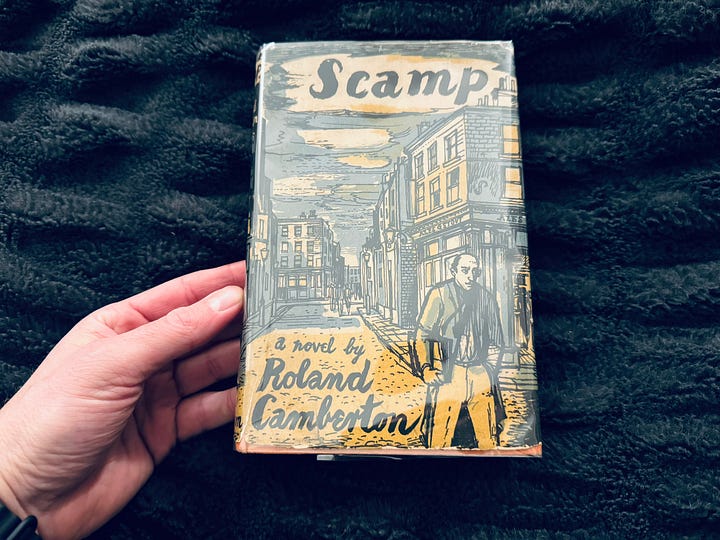 Scamp
a novel by
Roland
Camberton